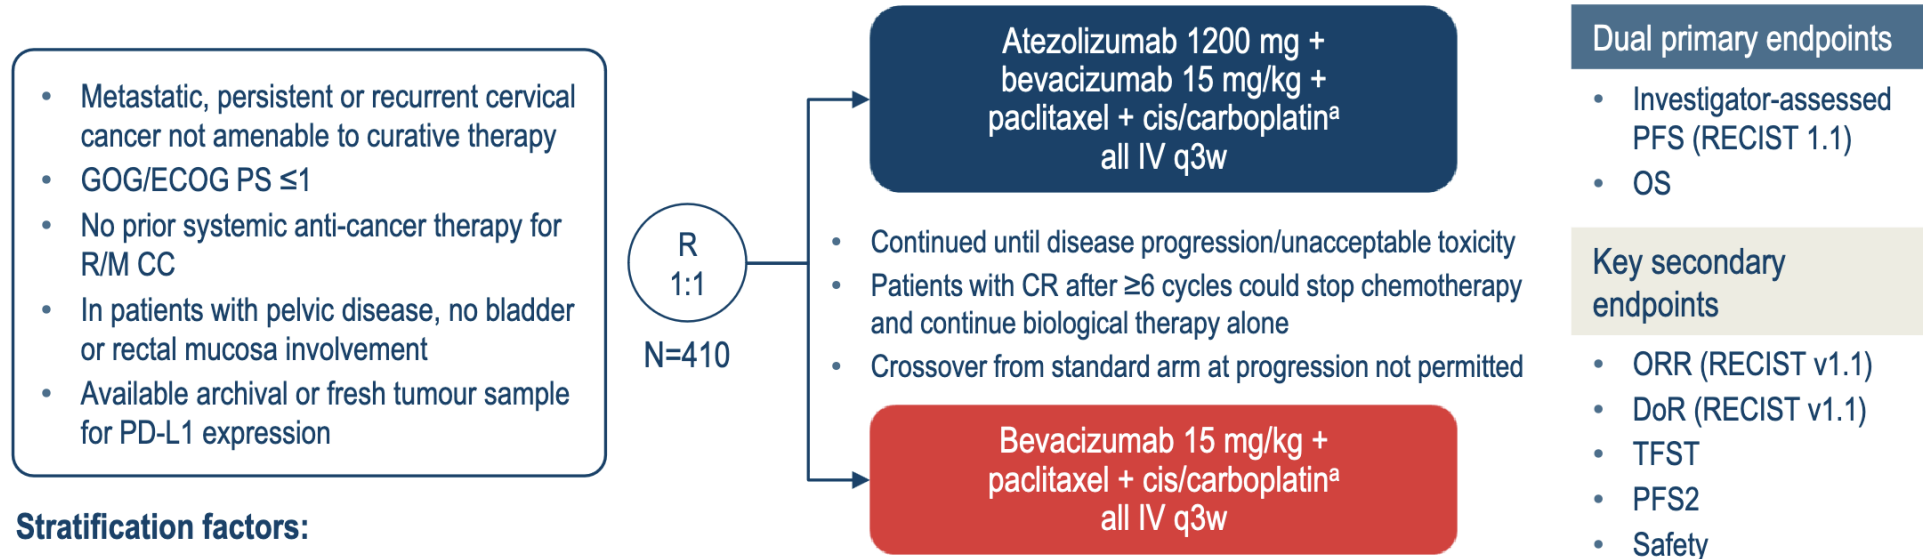 • Metastatic, persistent or recurrent cervical
cancer not amenable to curative therapy
• GOG/ECOG PS ≤1
• No prior systemic anti-cancer therapy for
R/M CC
• In patients with pelvic disease, no bladder
or rectal mucosa involvement
• Available archival or fresh tumour sample
for PD-L1 expression
Stratification factors:
R
1:1
N=410
Atezolizumab 1200 mg +
bevacizumab 15 mg/kg +
paclitaxel + cis/carboplatinᵃ
all IV q3w
• Continued until disease progression/unacceptable toxicity
• Patients with CR after ≥6 cycles could stop chemotherapy
and continue biological therapy alone
• Crossover from standard arm at progression not permitted
Bevacizumab 15 mg/kg +
paclitaxel + cis/carboplatinᵃ
all IV q3w
Dual primary endpoints
• Investigator-assessed
PFS (RECIST 1.1)
• OS
Key secondary
endpoints
• ORR (RECIST v1.1)
• DoR (RECIST v1.1)
• TFST
• PFS2
• Safety